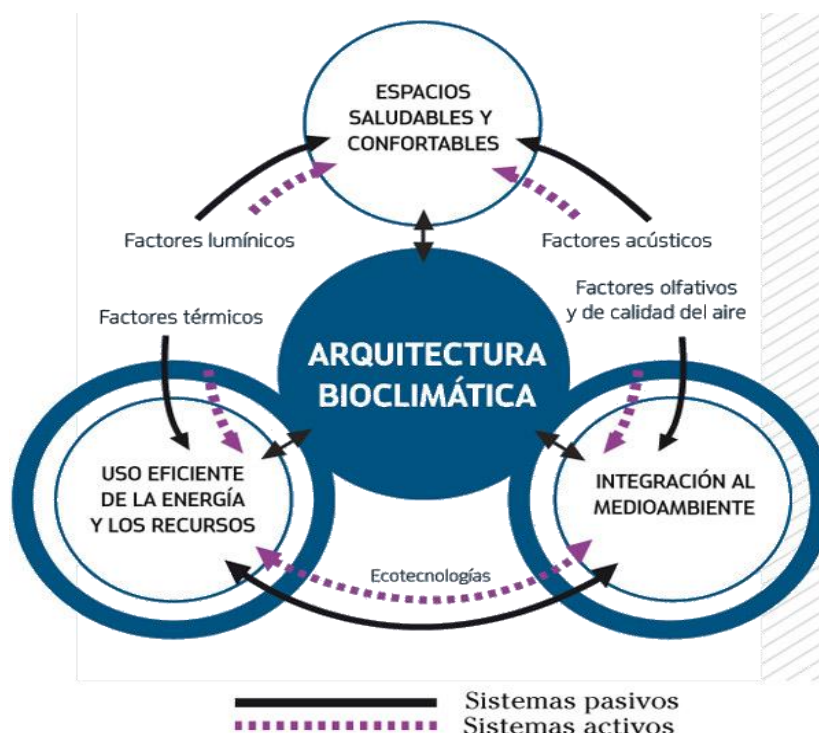 ESPACIOS
SALUDABLES Y
CONFORTABLES
Factores lumínicos
Factores acústicos
Factores térmicos
Factores olfativos
y de calidad del aire
ARQUITECTURA
BIOCLIMÁTICA
USO EFICIENTE
DE LA ENERGÍA
Y LOS RECURSOS
INTEGRACIÓN AL
MEDIOAMBIENTE
Ecotecnologías
Sistemas pasivos
Sistemas activos